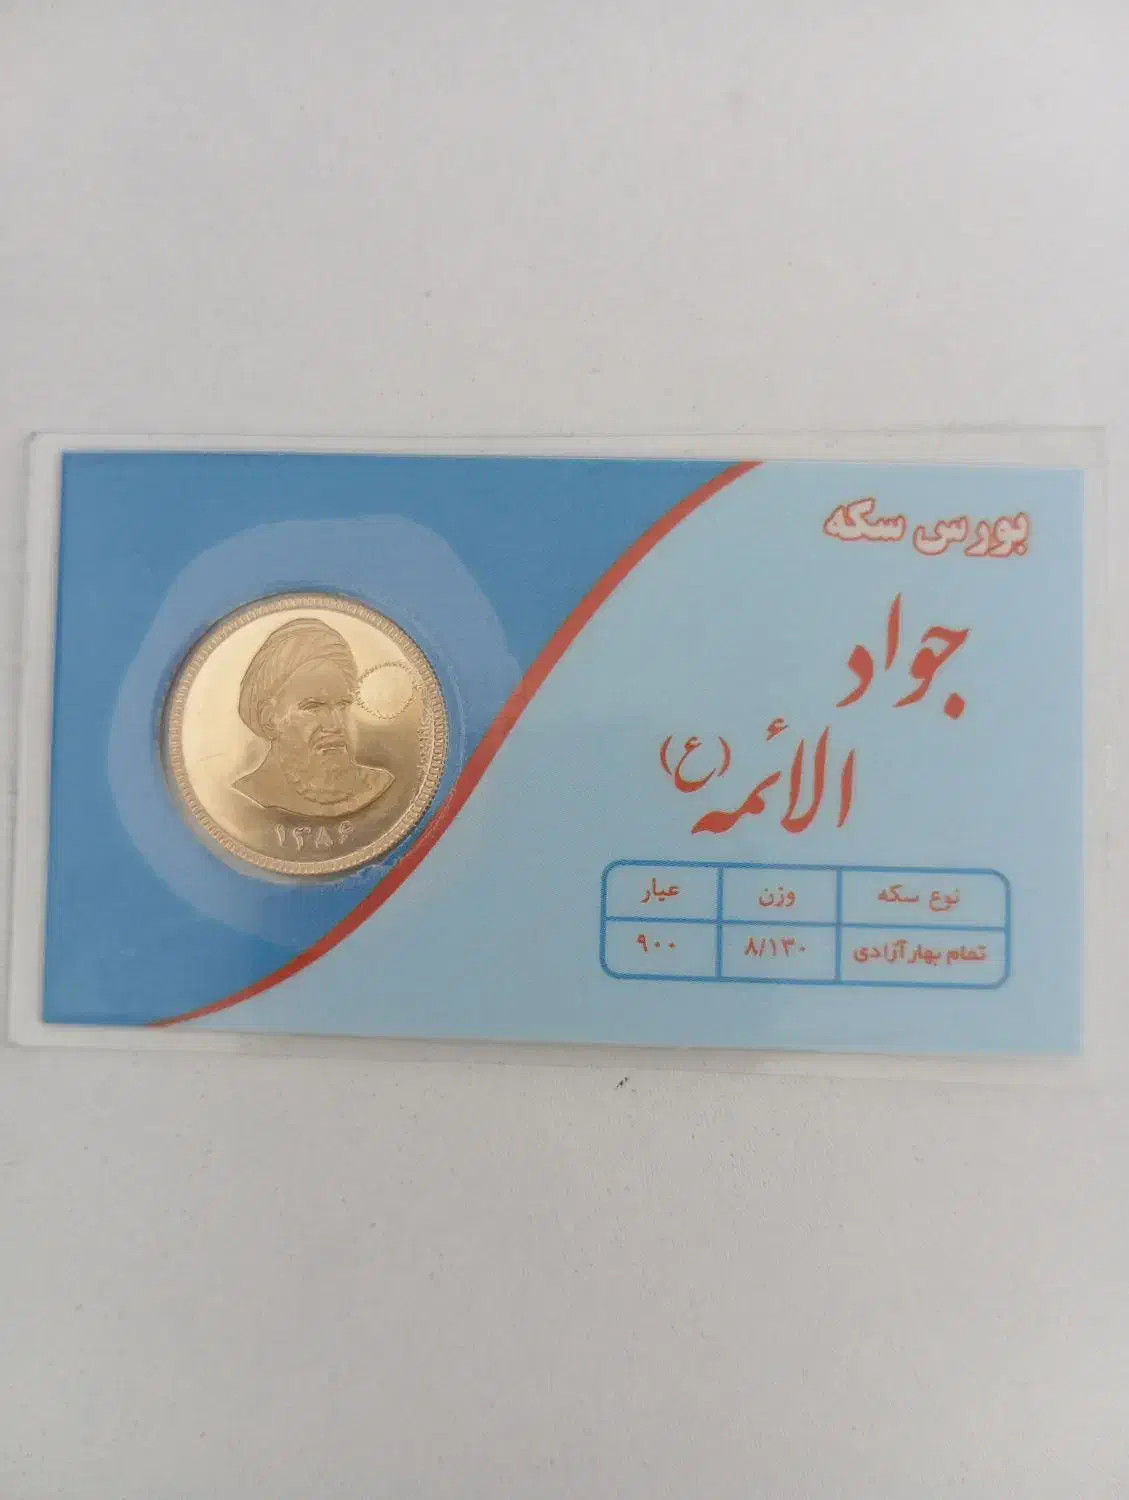 بورس سکه
جواد
الائمه (ع)
نوع سکه وزن عیار
تمام بهار آزادی ۸/۱۳۰ ۹۰۰
۱۳۸۶